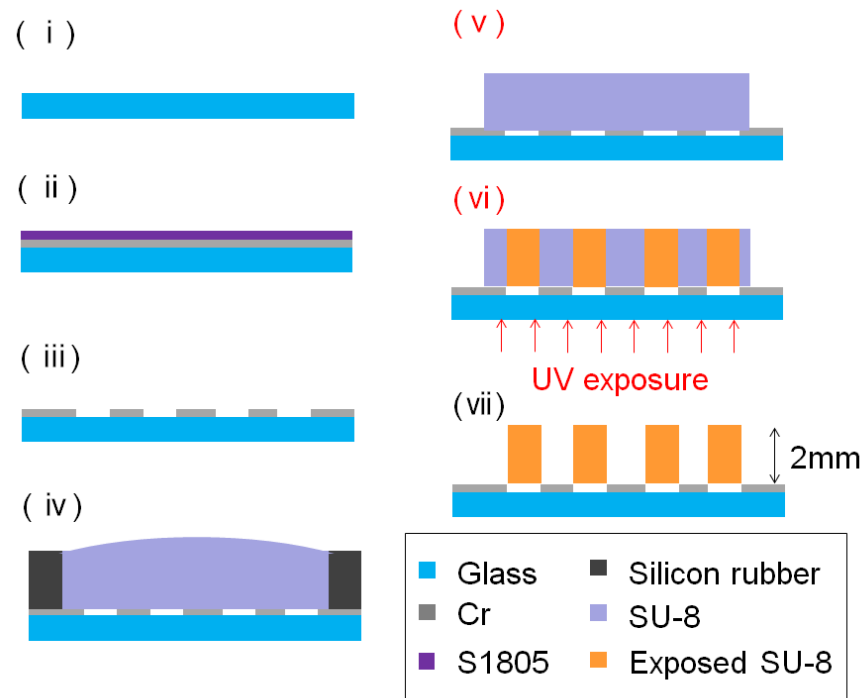 ( i )
( ii )
( iii )
( iv )
( v )
( vi )
UV exposure
(vii)
2mm
Glass
Silicon rubber
Cr
SU-8
S1805
Exposed SU-8